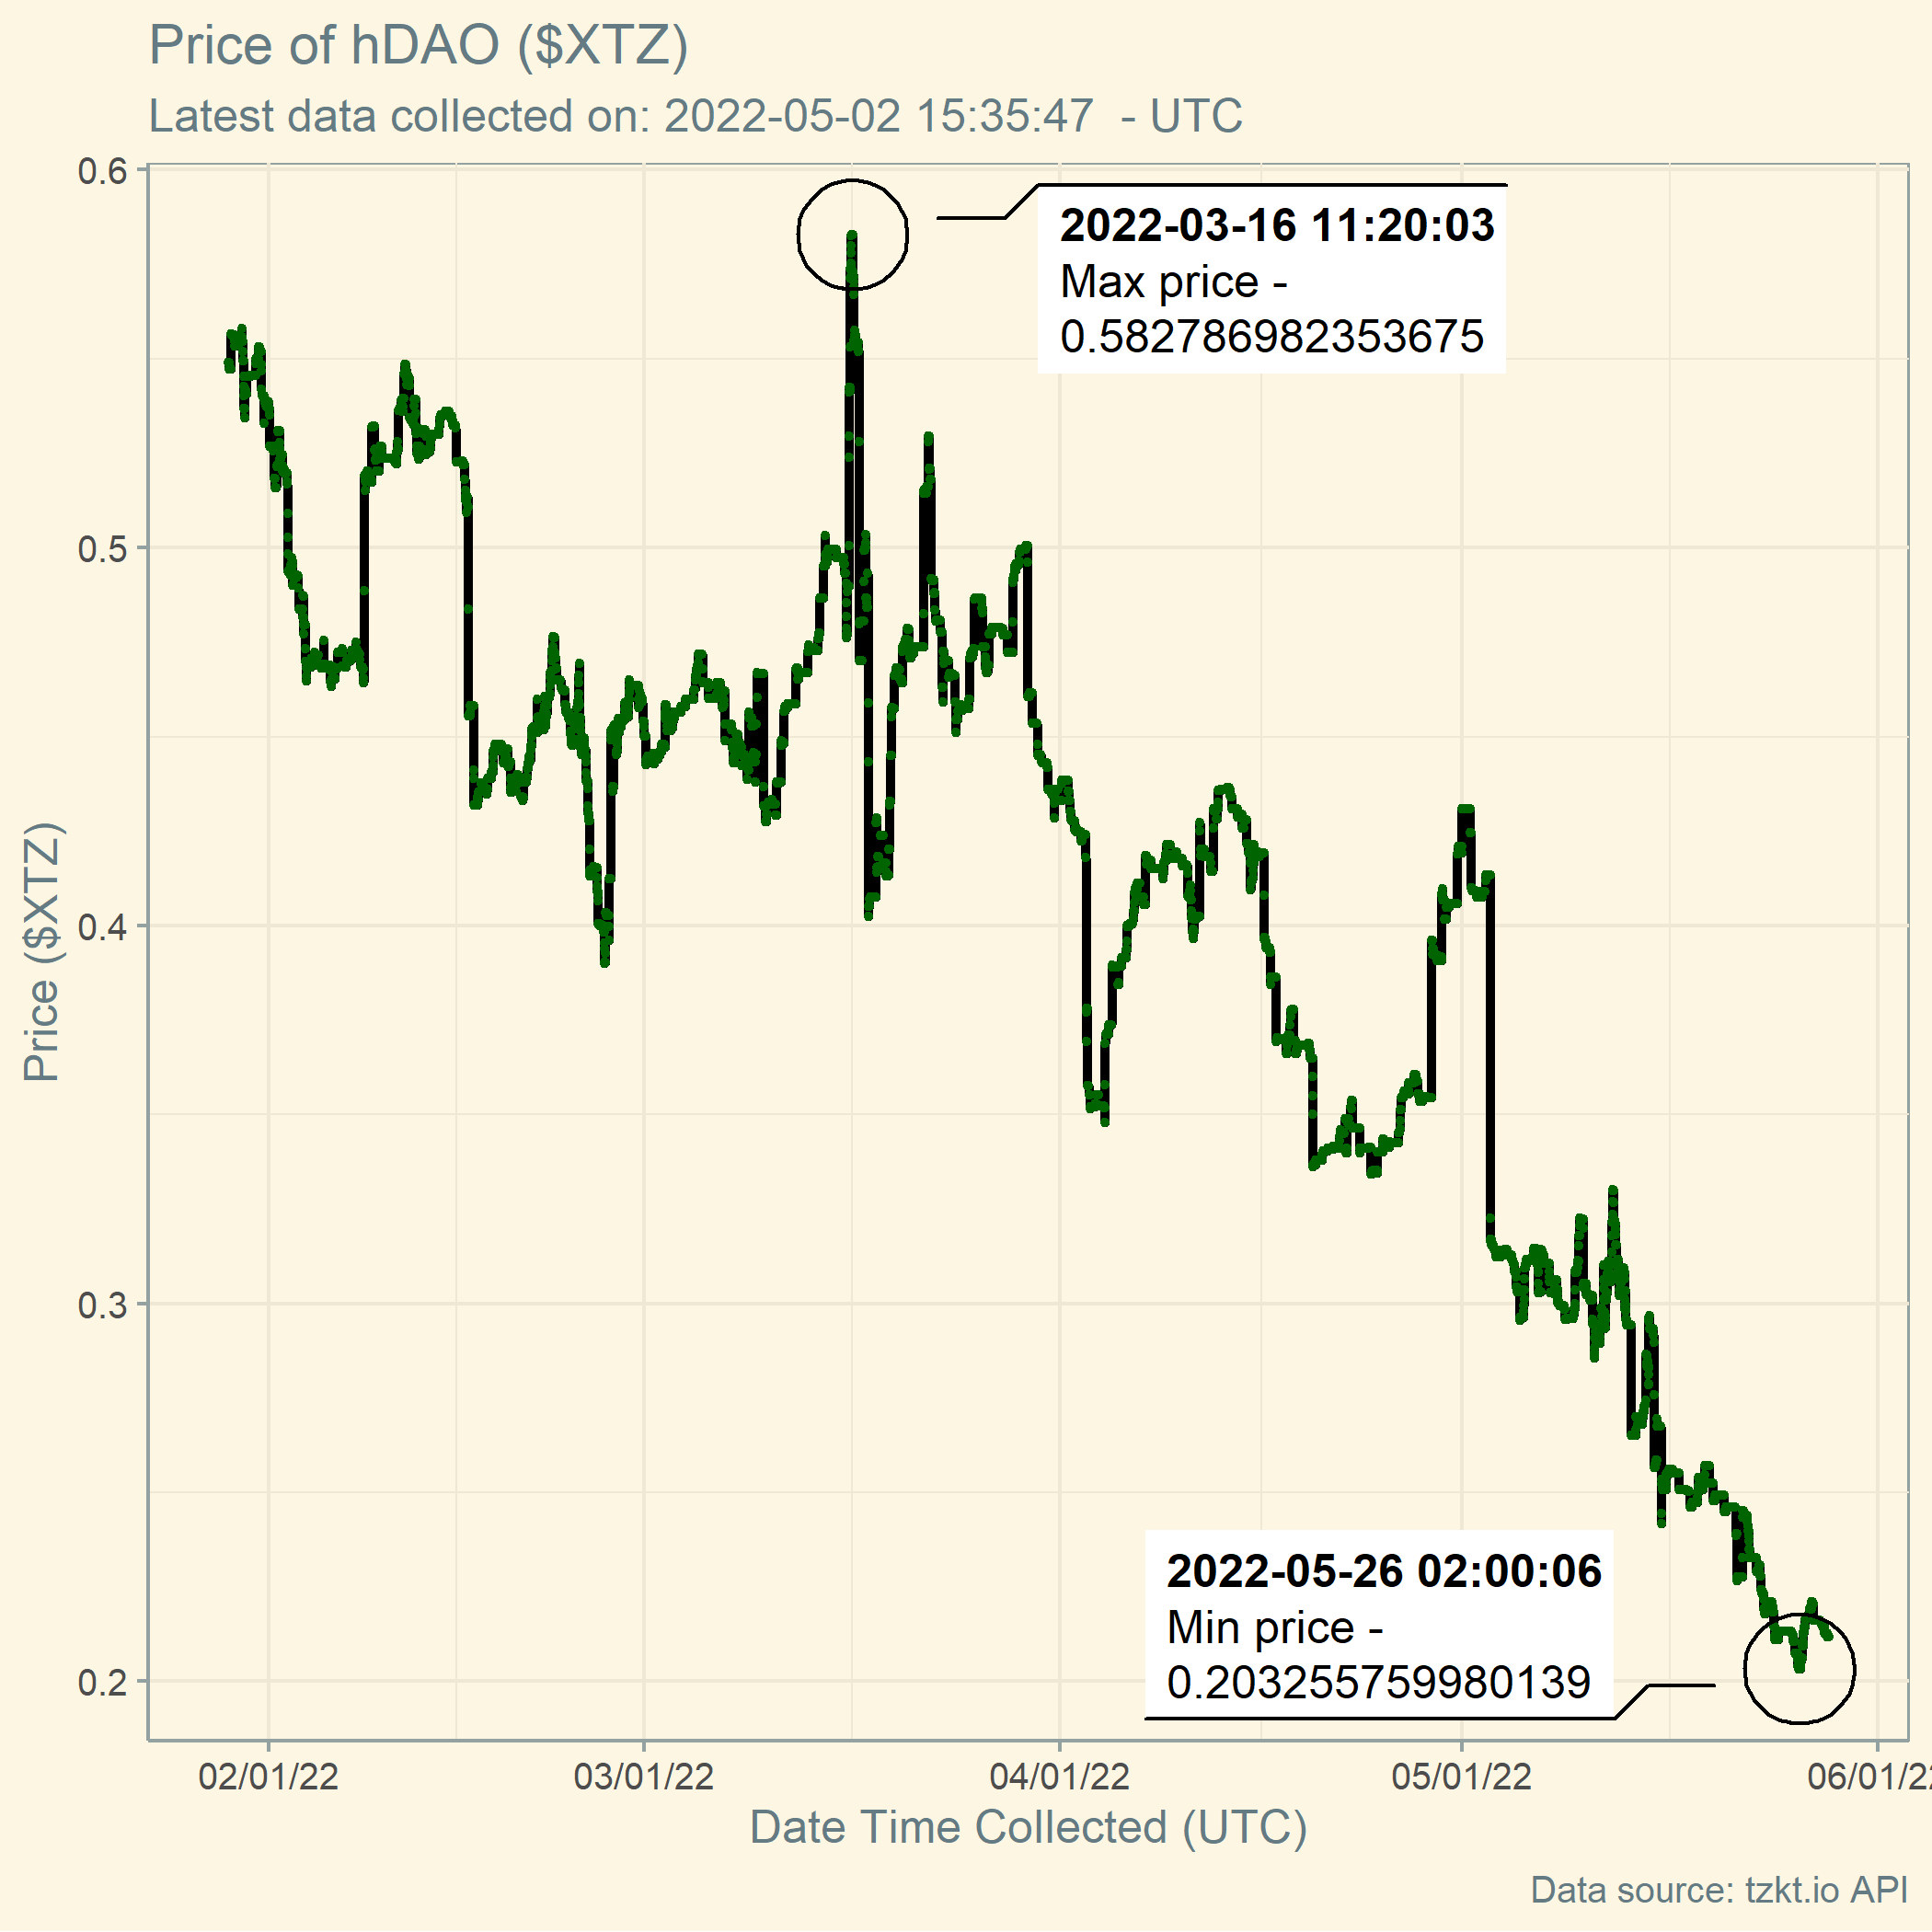 Price of hDAO ($XTZ)
Latest data collected on: 2022-05-02 15:35:47  - UTC
0.6
0.5
0.4
0.3
0.2
Price ($XTZ)
2022-03-16 11:20:03
Max price -
0.582786982353675
2022-05-26 02:00:06
Min price -
0.203255759980139
02/01/22
03/01/22
04/01/22
05/01/22
06/01/2
Date Time Collected (UTC)
Data source: tzkt.io API